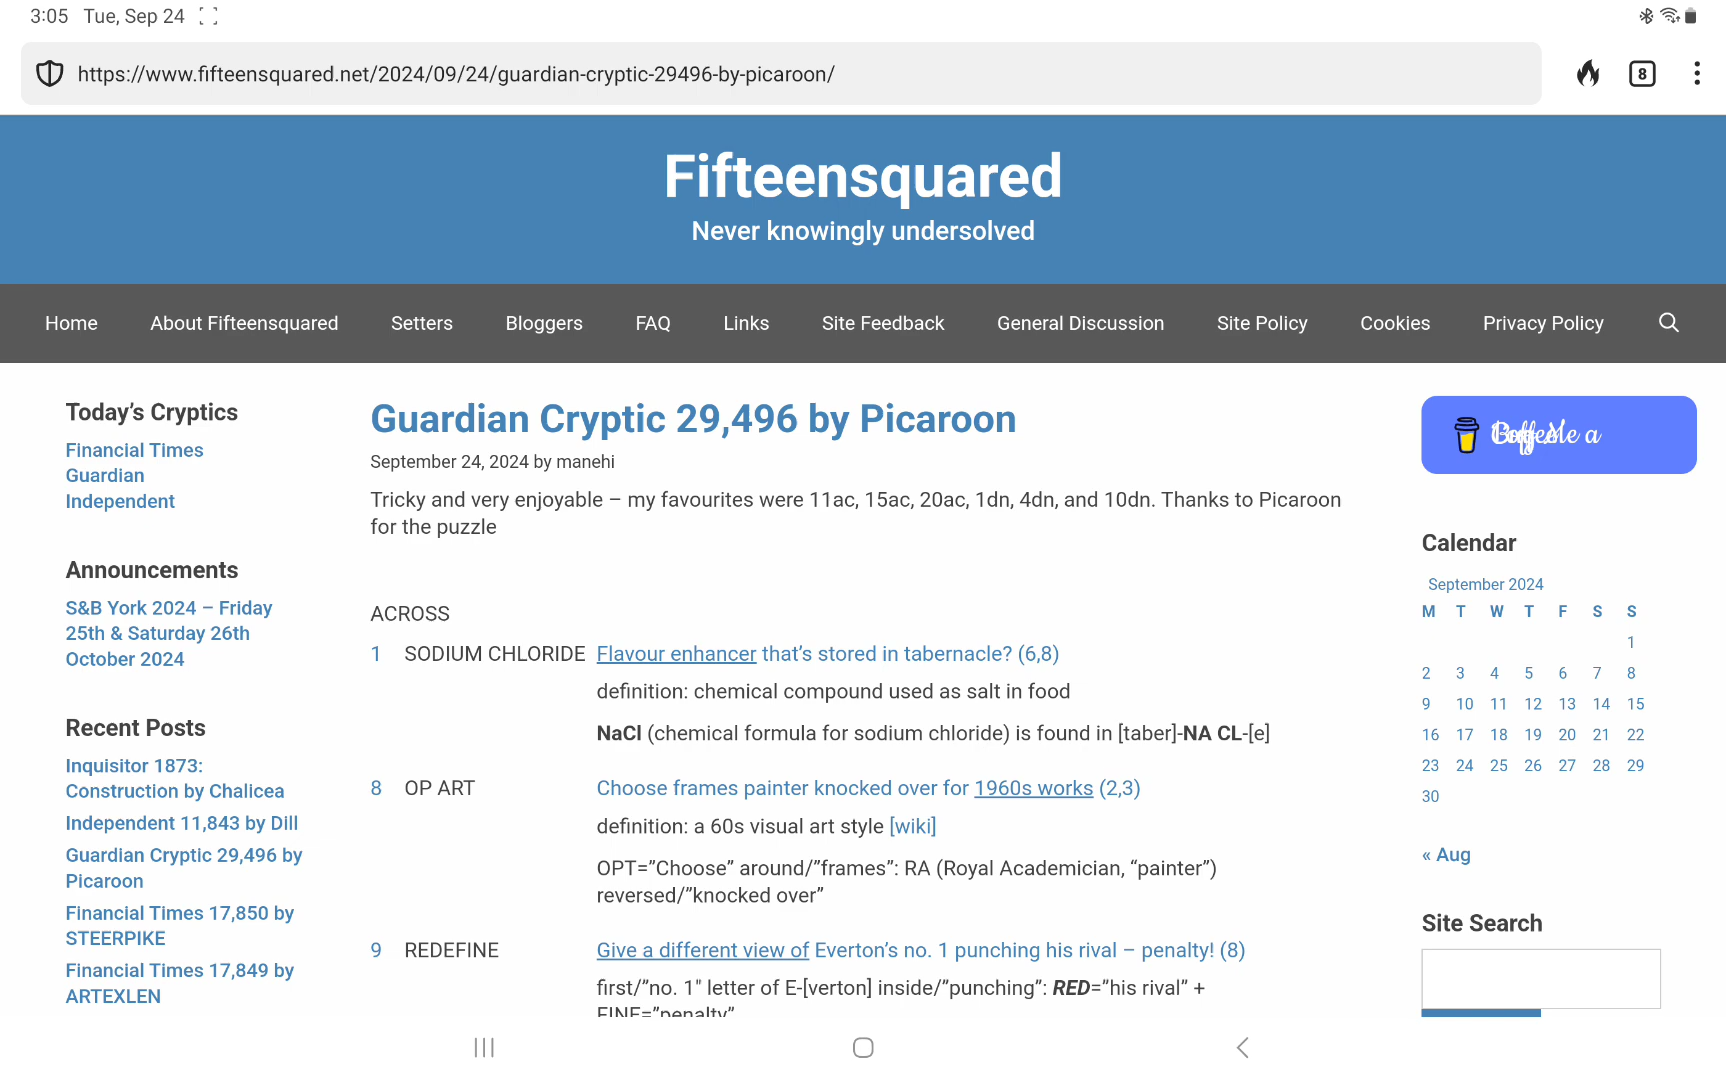 3:05 Tue, Sep 24
https://www.fifteensquared.net/2024/09/24/guardian-cryptic-29496-by-picaroon/
8
Fifteensquared
Never knowingly undersolved
Home About Fifteensquared Setters Bloggers FAQ Links Site Feedback General Discussion Site Policy Cookies Privacy Policy
Today’s Cryptics
Financial Times
Guardian
Independent
Announcements
S&B York 2024 – Friday
25th & Saturday 26th
October 2024
Recent Posts
Inquisitor 1873:
Construction by Chalicea
Independent 11,843 by Dill
Guardian Cryptic 29,496 by
Picaroon
Financial Times 17,850 by
STEERPIKE
Financial Times 17,849 by
ARTEXLEN
Guardian Cryptic 29,496 by Picaroon
September 24, 2024 by manehi
Tricky and very enjoyable – my favourites were 11ac, 15ac, 20ac, 1dn, 4dn, and 10dn. Thanks to Picaroon
for the puzzle
ACROSS
1 SODIUM CHLORIDE Flavour enhancer that’s stored in tabernacle? (6,8)
definition: chemical compound used as salt in food
NaCl (chemical formula for sodium chloride) is found in [taber]-NA CL-[e]
8 OP ART Choose frames painter knocked over for 1960s works (2,3)
definition: a 60s visual art style [wiki]
OPT=”Choose” around/”frames”: RA (Royal Academician, “painter”)
reversed/”knocked over”
9 REDEFINE Give a different view of Everton’s no. 1 punching his rival – penalty! (8)
first/”no. 1″ letter of E-[verton] inside/”punching”: RED=”his rival” +
FINE=”penalty”
Calendar
September 2024
M T W T F S S
1
2 3 4 5 6 7 8
9 10 11 12 13 14 15
16 17 18 19 20 21 22
23 24 25 26 27 28 29
30
« Aug
Site Search